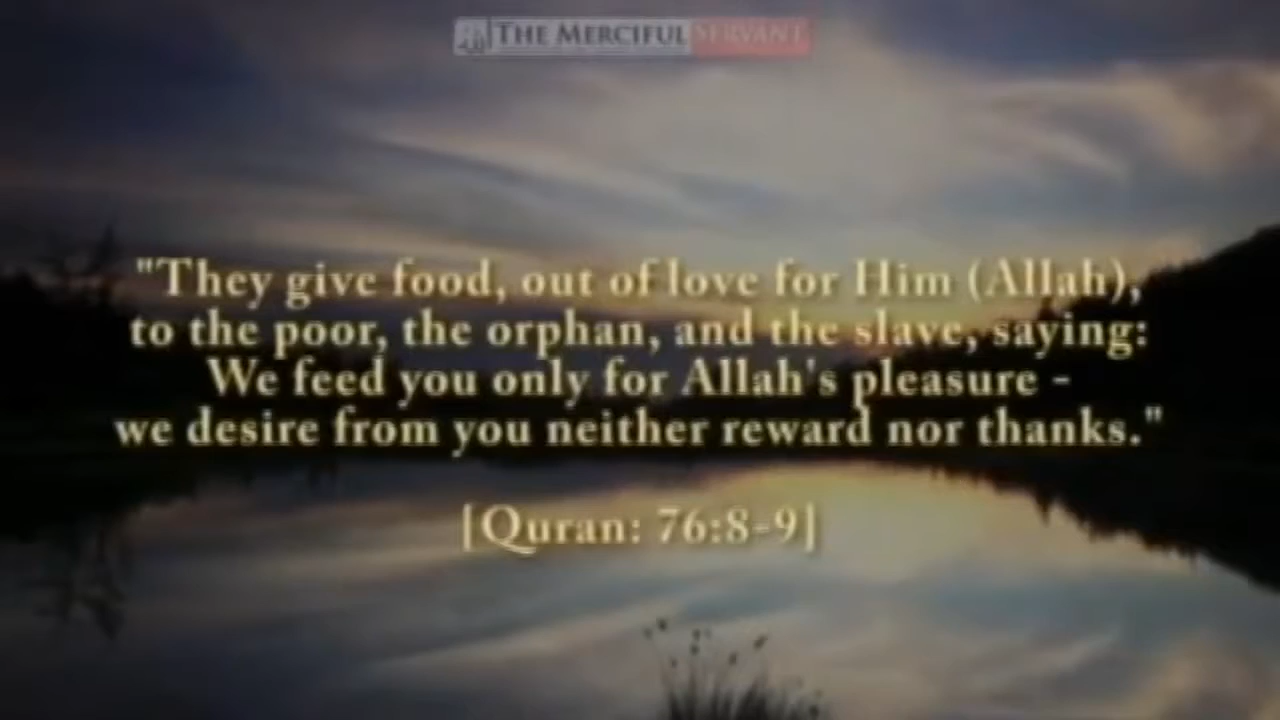 THE MERCIFUL SERVANT
"They give food, out of love for Him (Allah),
to the poor, the orphan, and the slave, saying:
We feed you only for Allah's pleasure -
we desire from you neither reward nor thanks."
[Quran: 76:8-9]